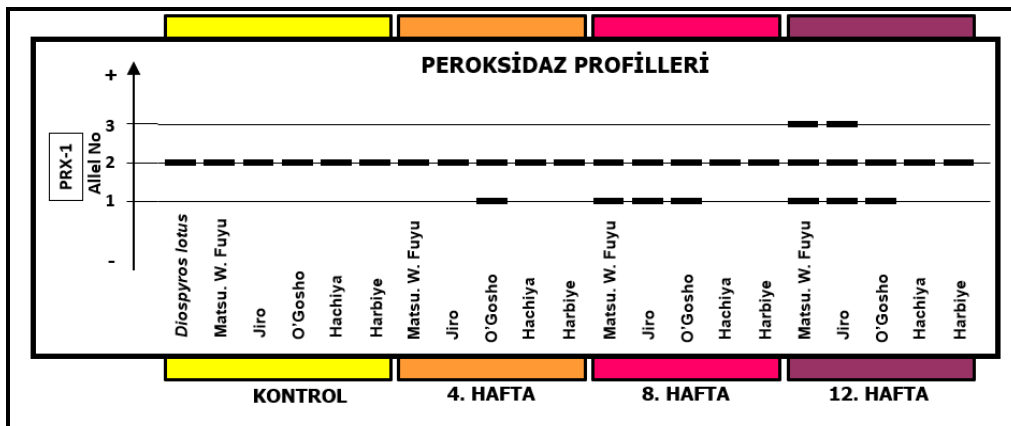 PEROKSİDAZ PROFİLLERİ
+
PRX-1
Allel No
3
2
1
-
Diospyros lotus
Matsu. W. Fuyu
Jiro
O'Gosho
Hachiya
Harbiye
Matsu. W. Fuyu
Jiro
O'Gosho
Hachiya
Harbiye
Matsu. W. Fuyu
Jiro
O'Gosho
Hachiya
Harbiye
Matsu. W. Fuyu
Jiro
O'Gosho
Hachiya
Harbiye
KONTROL
4. HAFTA
8. HAFTA
12. HAFTA